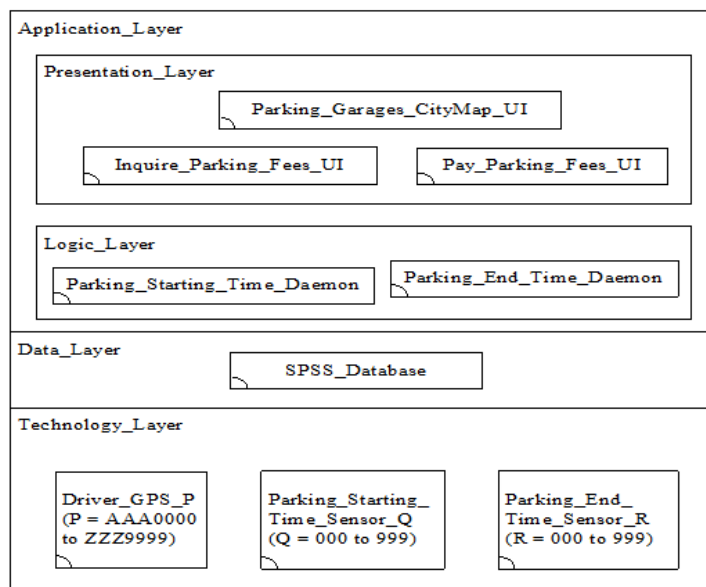 Application_Layer
Presentation_Layer
Parking_Garages_CityMap_UI
Inquire_Parking_Fees_UI
Pay_Parking_Fees_UI
Logic_Layer
Parking_Starting_Time_Daemon
Parking_End_Time_Daemon
Data_Layer
SPSS_Database
Technology_Layer
Driver_GPS_P
(P = AAA0000
to ZZZ9999)
Parking_Starting_
Time_Sensor_Q
(Q = 000 to 999)
Parking_End_
Time_Sensor_R
(R = 000 to 999)